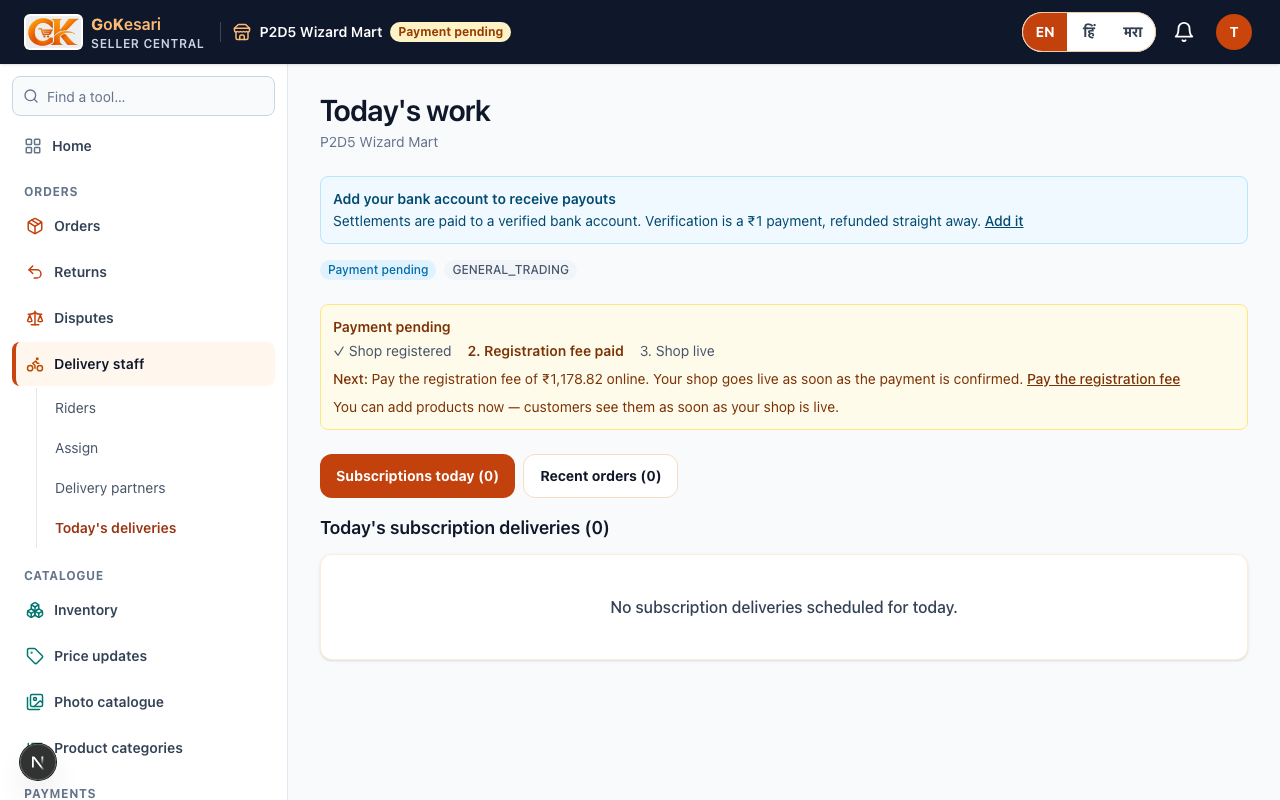 GoKesari
SELLER CENTRAL
P2D5 Wizard Mart
Payment pending
EN
हिं
मरा
T
Find a tool...
Home
ORDERS
Orders
Returns
Disputes
Delivery staff
Riders
Assign
Delivery partners
Today's deliveries
CATALOGUE
Inventory
Price updates
Photo catalogue
Product categories
PAYMENTS
N
Today's work
P2D5 Wizard Mart
Add your bank account to receive payouts
Settlements are paid to a verified bank account. Verification is a ₹1 payment, refunded straight away. Add it
Payment pending
GENERAL_TRADING
Payment pending
✓ Shop registered 2. Registration fee paid 3. Shop live
Next: Pay the registration fee of ₹1,178.82 online. Your shop goes live as soon as the payment is confirmed. Pay the registration fee
You can add products now — customers see them as soon as your shop is live.
Subscriptions today (0)
Recent orders (0)
Today's subscription deliveries (0)
No subscription deliveries scheduled for today.